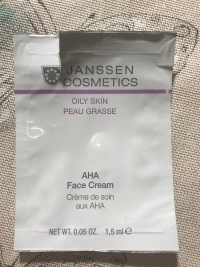 JANSSEN
COSMETICS
OILY SKIN
PEAU GRASSE
AHA
Face Cream
Crème de soin
aux AHA
NET WT. 0.05 OZ. 1,5 ml ℮